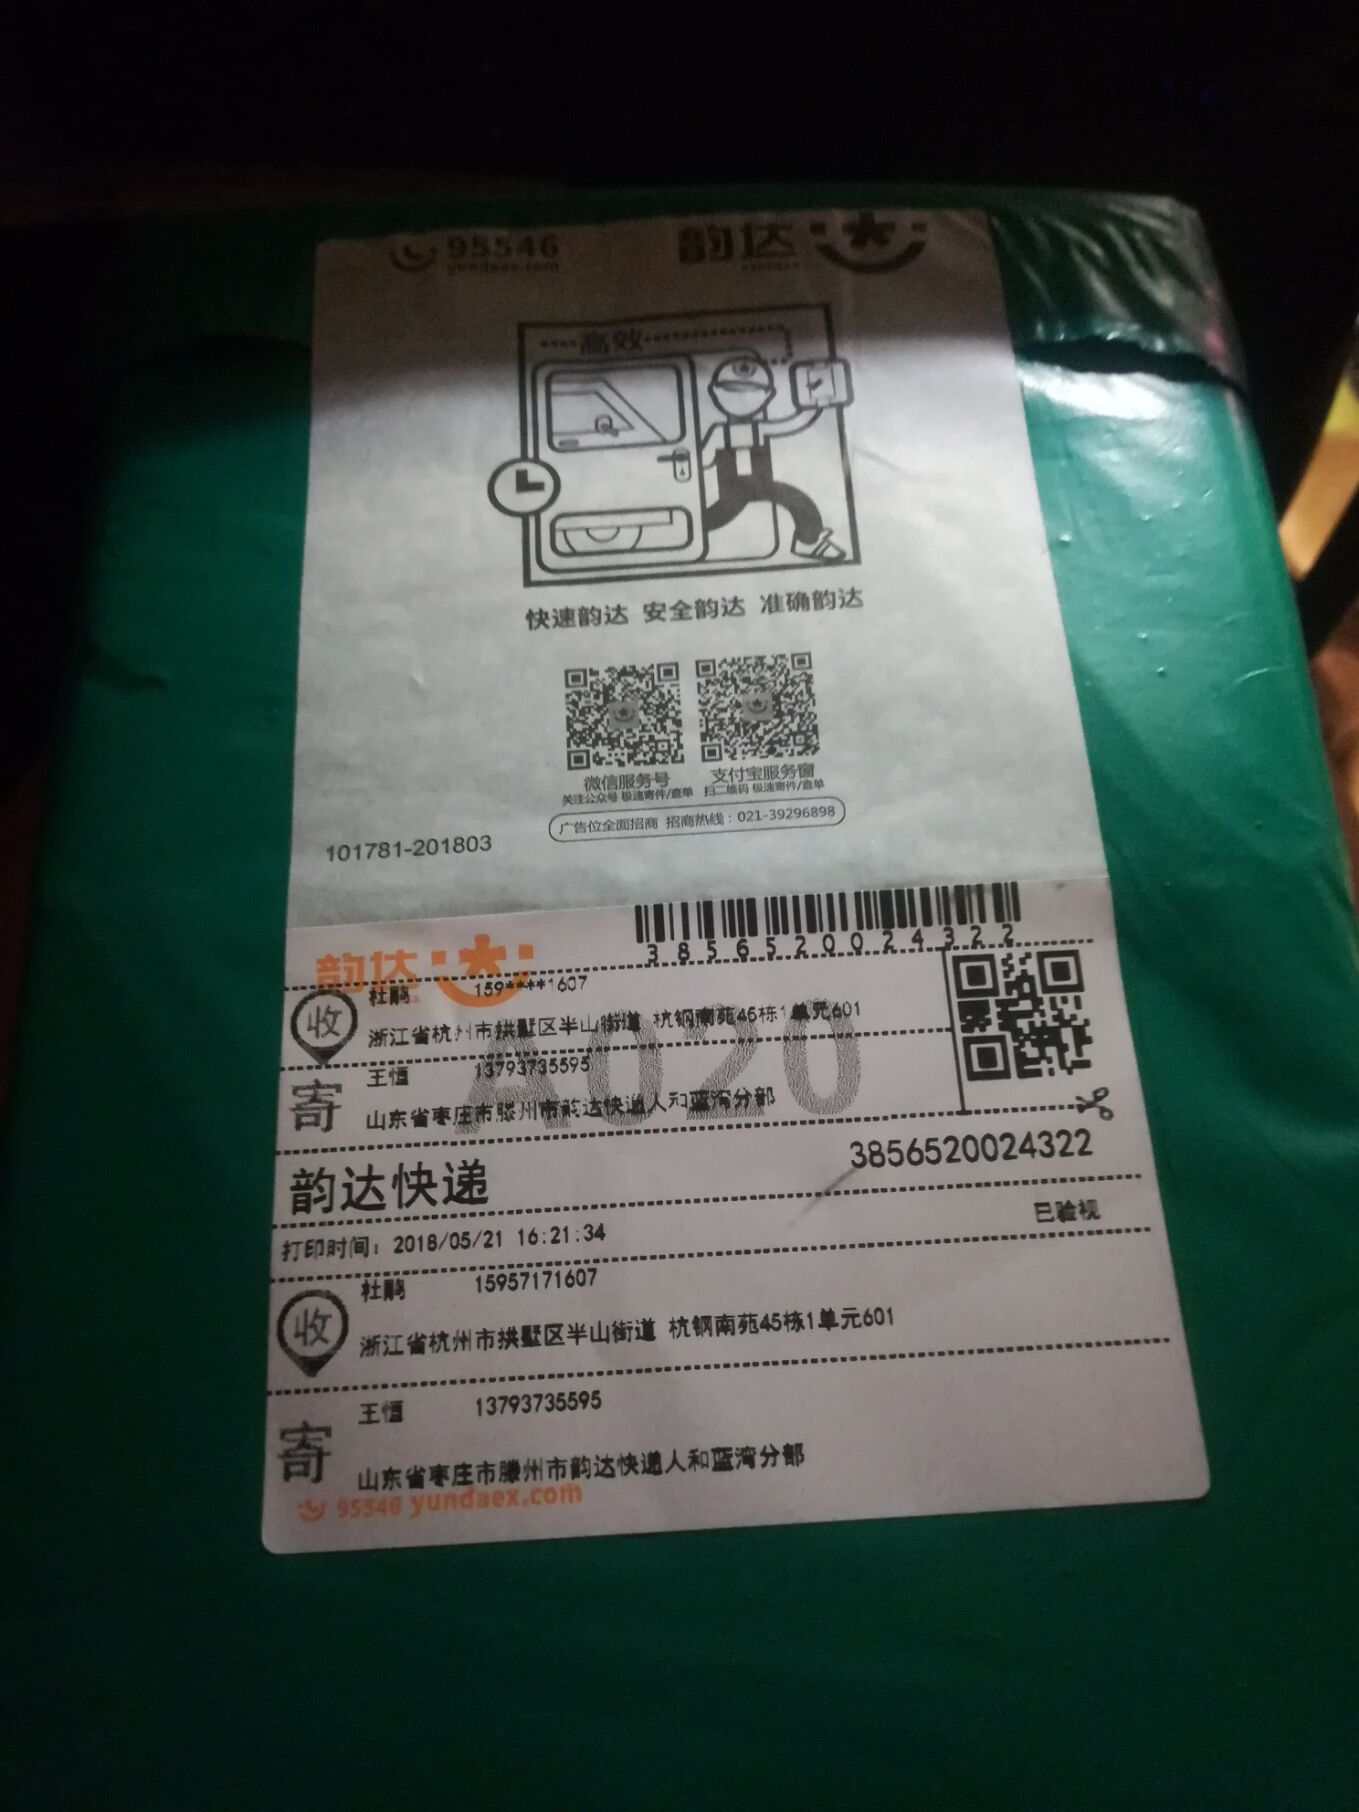 95546
yundaex.com
韵达
高效
快速韵达 安全韵达 准确韵达
微信服务号
关注公众号 极速寄件/查单
支付宝服务窗
扫二维码 极速寄件/查单
广告位全面招商 招商热线：021-39296898
101781-201803
韵达
3856520024322
收
杜鹃 159****1607
浙江省杭州市拱墅区半山街道 杭钢南苑45栋1单元601
A020
寄
王恒 13793735595
山东省枣庄市滕州市韵达快递人和蓝湾分部
3856520024322
韵达快递
已验视
打印时间：2018/05/21 16:21:34
收
杜鹃 15957171607
浙江省杭州市拱墅区半山街道 杭钢南苑45栋1单元601
寄
王恒 13793735595
山东省枣庄市滕州市韵达快递人和蓝湾分部
95546 yundaex.com